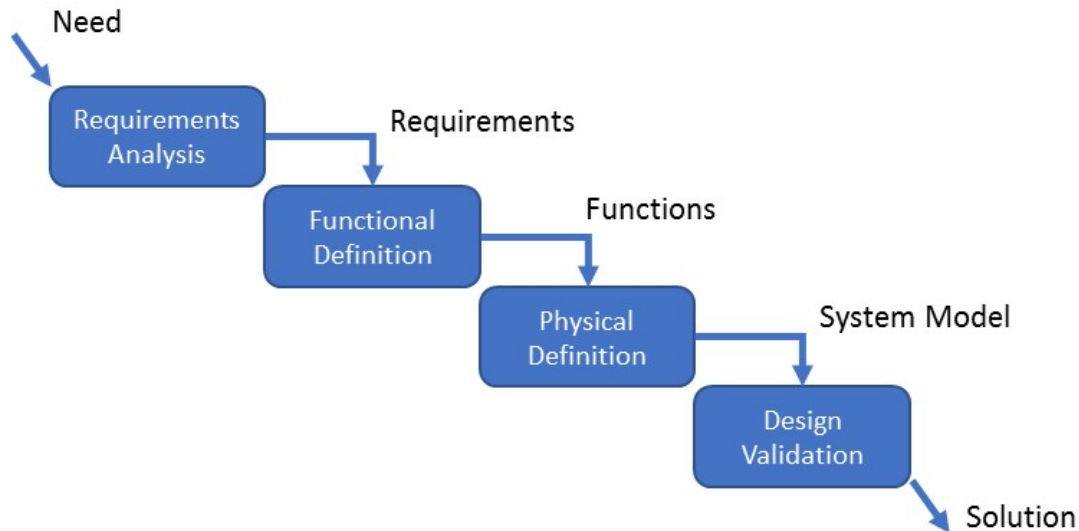 Need
Requirements
Analysis
Requirements
Functional
Definition
Functions
Physical
Definition
System Model
Design
Validation
Solution